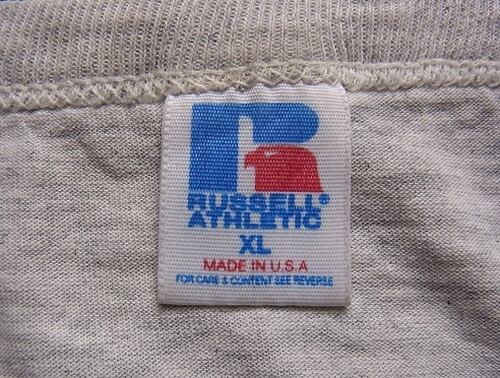 RUSSELL®
ATHLETIC
XL
MADE IN U.S.A
FOR CARE & CONTENT SEE REVERSE